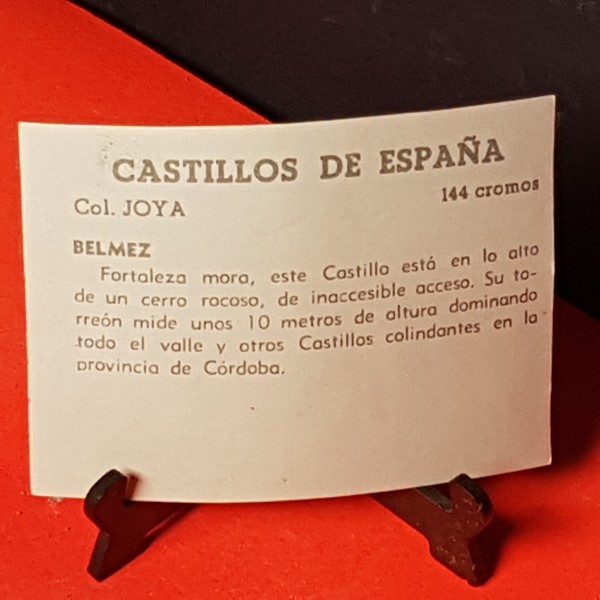 CASTILLOS DE ESPAÑA
Col. JOYA
144 cromos
BELMEZ
Fortaleza mora, este Castillo está en lo alto
de un cerro rocoso, de inaccesible acceso. Su to-
rreón mide unos 10 metros de altura dominando
todo el valle y otros Castillos colindantes en la
provincia de Córdoba.